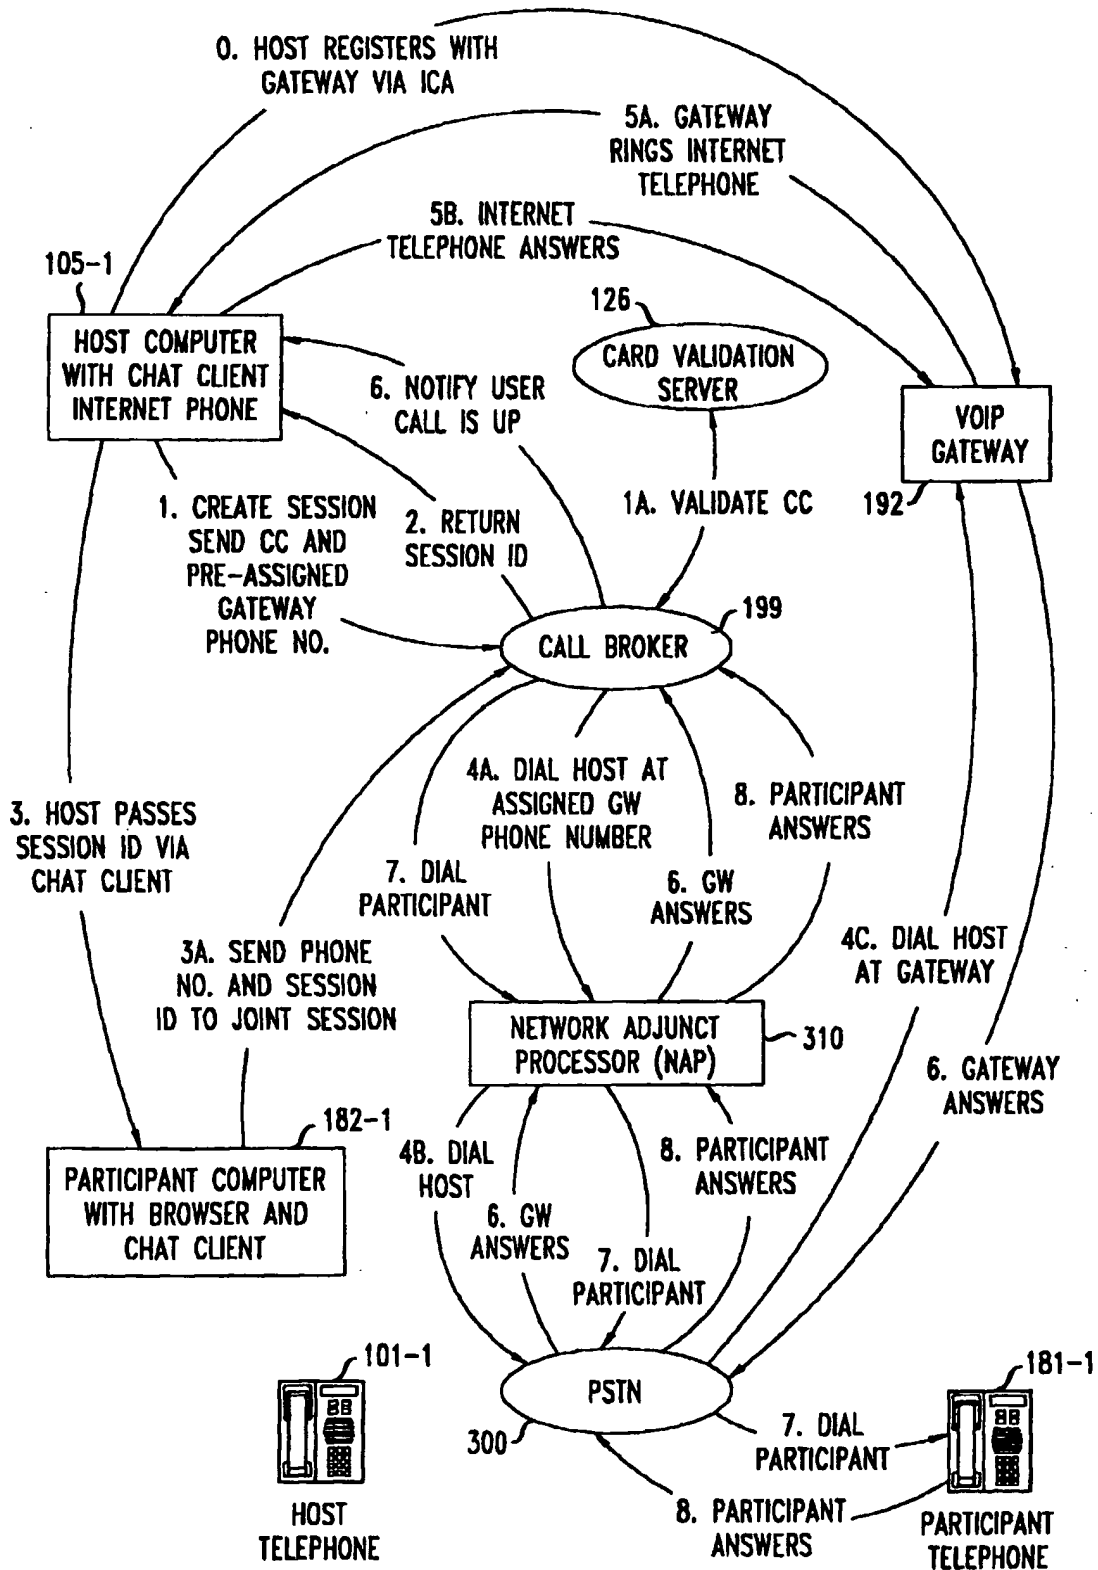 0. HOST REGISTERS WITH
GATEWAY VIA ICA
5A. GATEWAY
RINGS INTERNET
TELEPHONE
5B. INTERNET
TELEPHONE ANSWERS
105-1
HOST COMPUTER
WITH CHAT CLIENT
INTERNET PHONE
126
CARD VALIDATION
SERVER
6. NOTIFY USER
CALL IS UP
VOIP
GATEWAY
192
1. CREATE SESSION
SEND CC AND
PRE-ASSIGNED
GATEWAY
PHONE NO.
2. RETURN
SESSION ID
1A. VALIDATE CC
199
CALL BROKER
4A. DIAL HOST AT
ASSIGNED GW
PHONE NUMBER
8. PARTICIPANT
ANSWERS
3. HOST PASSES
SESSION ID VIA
CHAT CLIENT
7. DIAL
PARTICIPANT
6. GW
ANSWERS
3A. SEND PHONE
NO. AND SESSION
ID TO JOINT SESSION
4C. DIAL HOST
AT GATEWAY
NETWORK ADJUNCT
PROCESSOR (NAP)
310
6. GATEWAY
ANSWERS
182-1
PARTICIPANT COMPUTER
WITH BROWSER AND
CHAT CLIENT
4B. DIAL
HOST
8. PARTICIPANT
ANSWERS
6. GW
ANSWERS
7. DIAL
PARTICIPANT
101-1
HOST
TELEPHONE
PSTN
300
7. DIAL
PARTICIPANT
181-1
8. PARTICIPANT
ANSWERS
PARTICIPANT
TELEPHONE